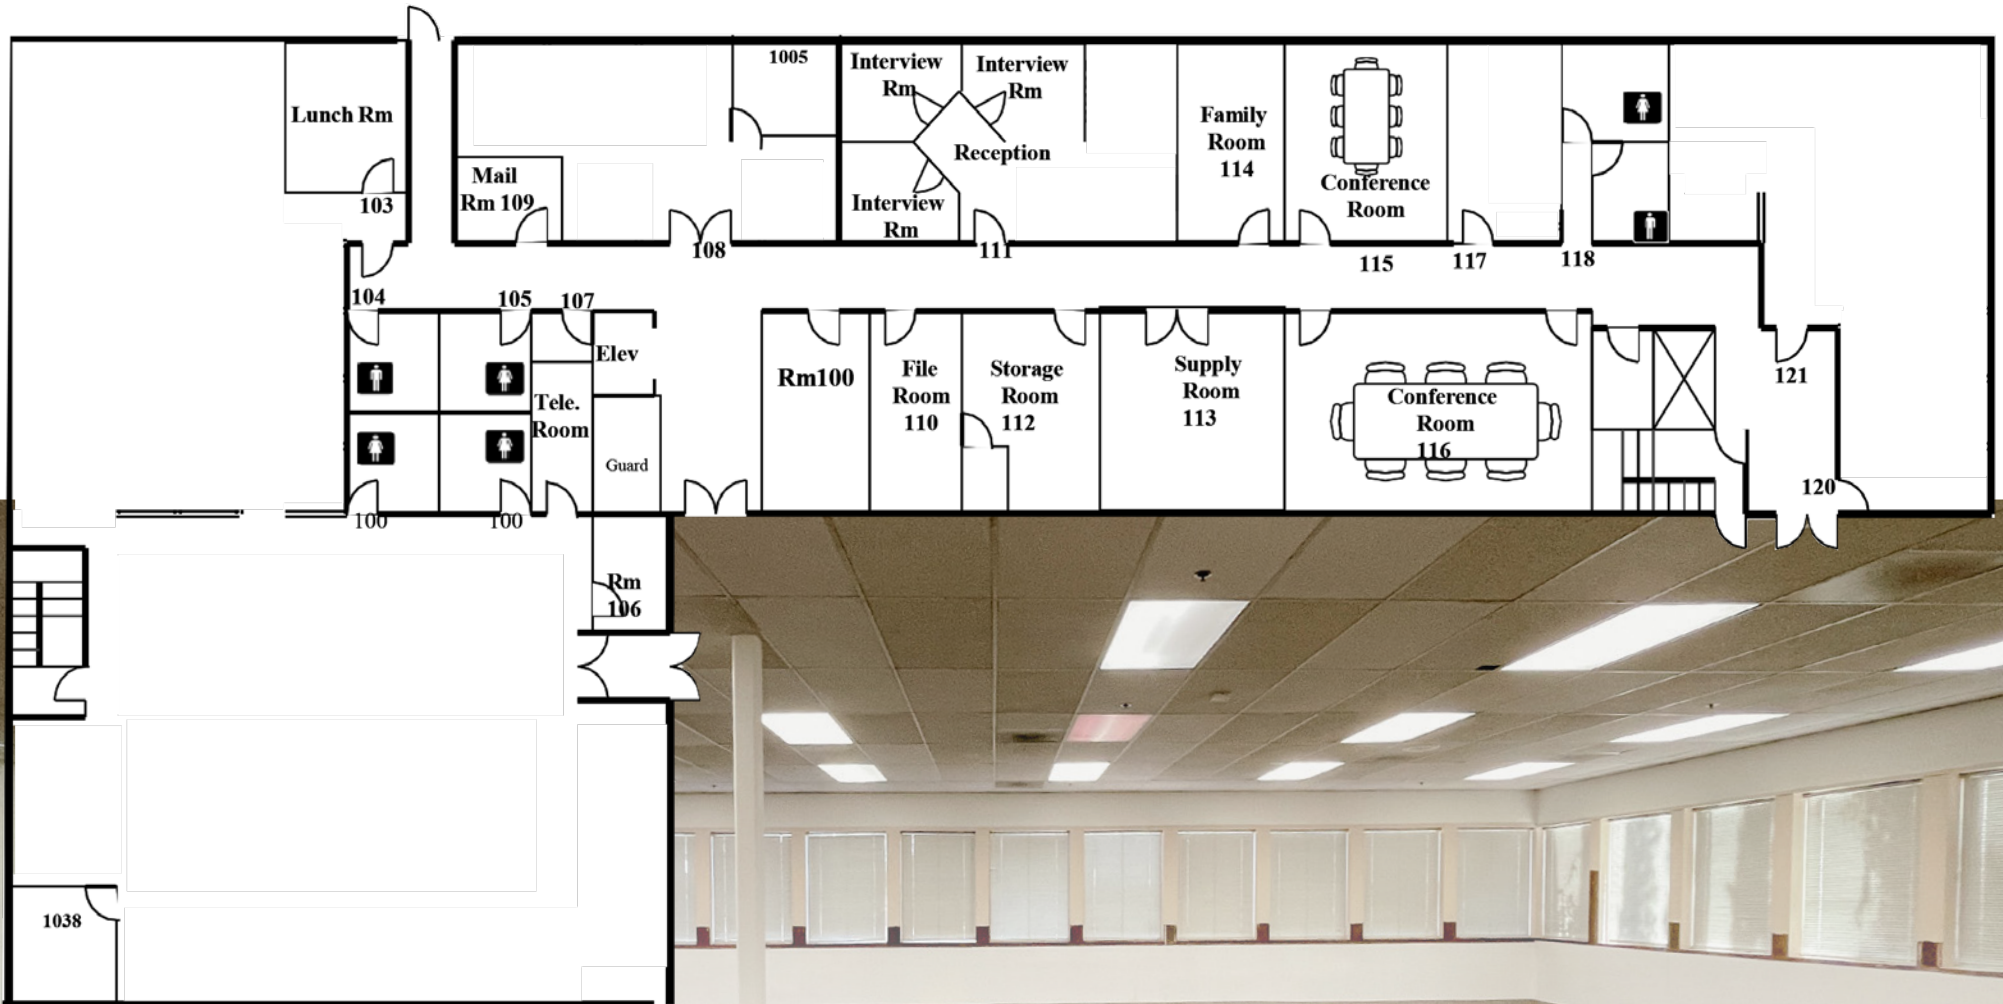 1005
Interview
Rm
Interview
Rm
Lunch Rm
Family
Room
114
Reception
Mail
Rm 109
Conference
Room
Interview
Rm
103
108
111
115
117
118
104
105
107
Elev
Rm100
File
Room
110
Storage
Room
112
Supply
Room
113
Conference
Room
116
121
Tele.
Room
Guard
120
100
100
Rm
106
1038